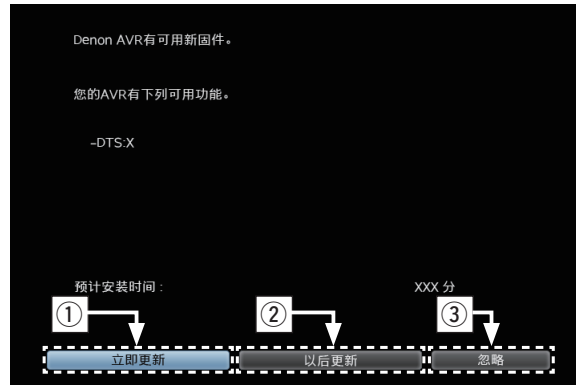 Denon AVR有可用新固件。
您的AVR有下列可用功能。
–DTS:X
预计安装时间 : XXX 分
① ② ③
立即更新 以后更新 忽略